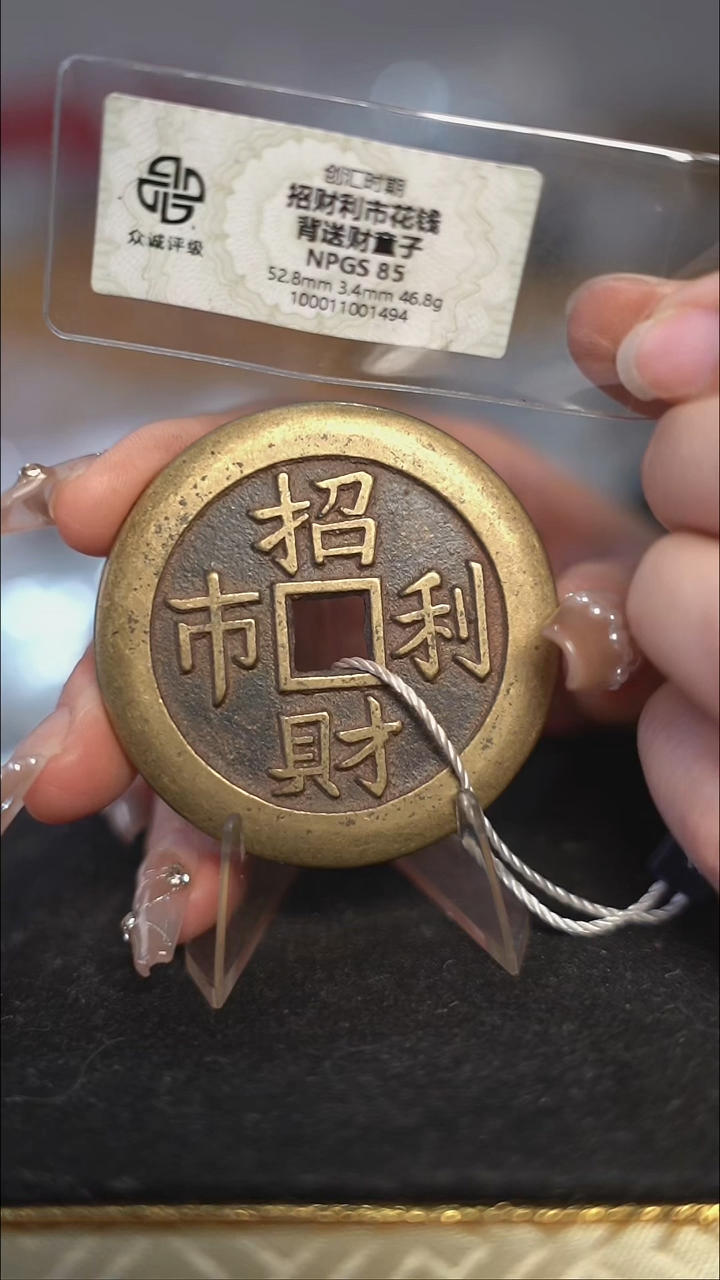 创汇时期
招财利市花钱
背送财童子
NPGS 85
52.8mm 3.4mm 46.8g
100011001494
众诚评级
招財利市